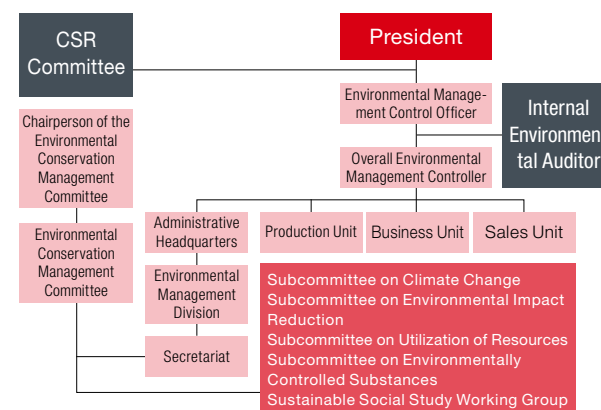 CSR
Committee
President
Environmental Manage-
ment Control Officer
Internal
Environmen-
tal Auditor
Chairperson of the
Environmental
Conservation
Management
Committee
Overall Environmental
Management Controller
Administrative
Headquarters
Production Unit
Business Unit
Sales Unit
Environmental
Conservation
Management
Committee
Environmental
Management
Division
Secretariat
Subcommittee on Climate Change
Subcommittee on Environmental Impact
Reduction
Subcommittee on Utilization of Resources
Subcommittee on Environmentally
Controlled Substances
Sustainable Social Study Working Group